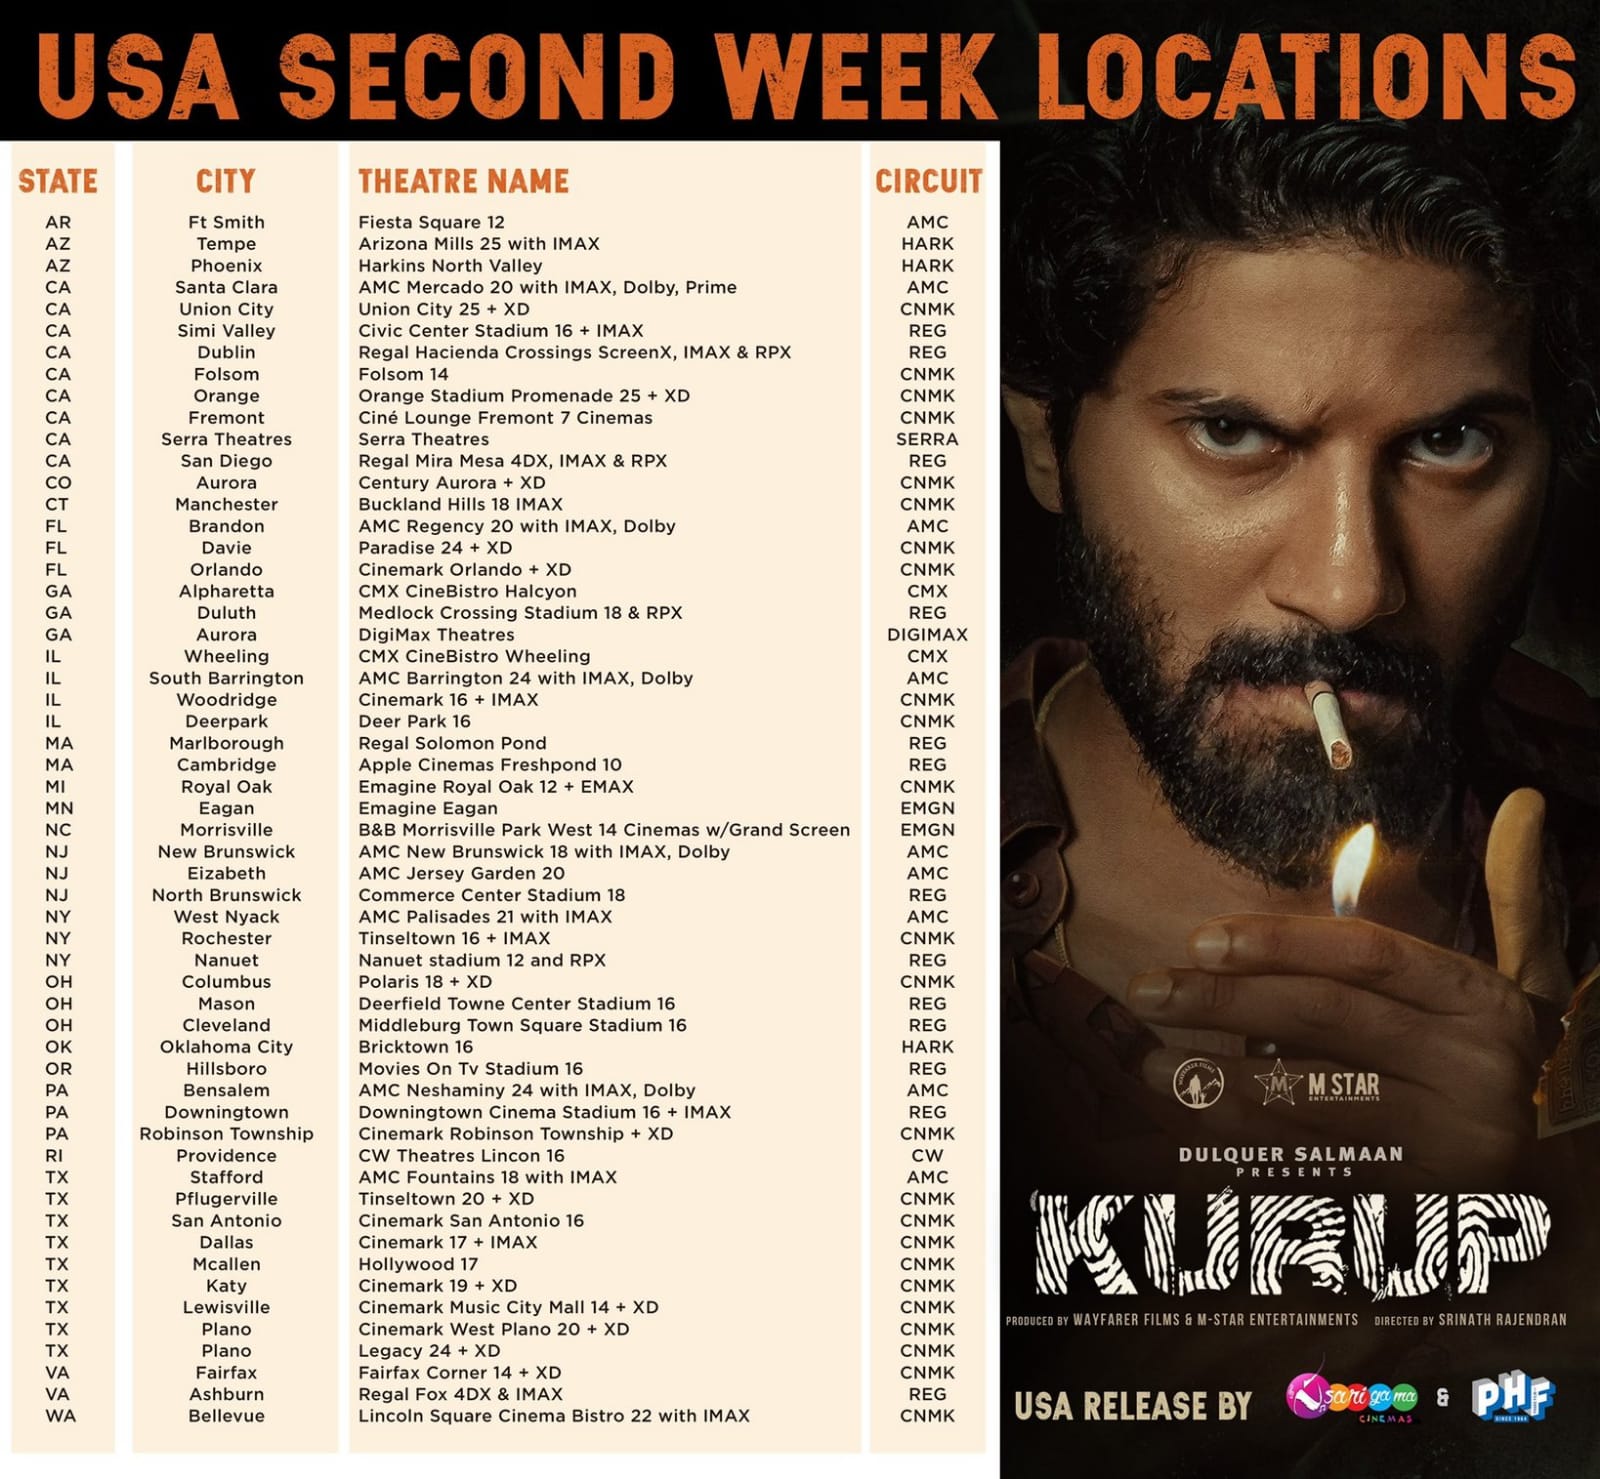 USA SECOND WEEK LOCATIONS
STATE CITY THEATRE NAME CIRCUIT
AR Ft Smith Fiesta Square 12 AMC
AZ Tempe Arizona Mills 25 with IMAX HARK
AZ Phoenix Harkins North Valley HARK
CA Santa Clara AMC Mercado 20 with IMAX, Dolby, Prime AMC
CA Union City Union City 25 + XD CNMK
CA Simi Valley Civic Center Stadium 16 + IMAX REG
CA Dublin Regal Hacienda Crossings ScreenX, IMAX & RPX REG
CA Folsom Folsom 14 CNMK
CA Orange Orange Stadium Promenade 25 + XD CNMK
CA Fremont Ciné Lounge Fremont 7 Cinemas CNMK
CA Serra Theatres Serra Theatres SERRA
CA San Diego Regal Mira Mesa 4DX, IMAX & RPX REG
CO Aurora Century Aurora + XD CNMK
CT Manchester Buckland Hills 18 IMAX CNMK
FL Brandon AMC Regency 20 with IMAX, Dolby AMC
FL Davie Paradise 24 + XD CNMK
FL Orlando Cinemark Orlando + XD CNMK
GA Alpharetta CMX CineBistro Halcyon CMX
GA Duluth Medlock Crossing Stadium 18 & RPX REG
GA Aurora DigiMax Theatres DIGIMAX
IL Wheeling CMX CineBistro Wheeling CMX
IL South Barrington AMC Barrington 24 with IMAX, Dolby AMC
IL Woodridge Cinemark 16 + IMAX CNMK
IL Deerpark Deer Park 16 CNMK
MA Marlborough Regal Solomon Pond REG
MA Cambridge Apple Cinemas Freshpond 10 REG
MI Royal Oak Emagine Royal Oak 12 + EMAX CNMK
MN Eagan Emagine Eagan EMGN
NC Morrisville B&B Morrisville Park West 14 Cinemas w/Grand Screen EMGN
NJ New Brunswick AMC New Brunswick 18 with IMAX, Dolby AMC
NJ Eizabeth AMC Jersey Garden 20 AMC
NJ North Brunswick Commerce Center Stadium 18 REG
NY West Nyack AMC Palisades 21 with IMAX AMC
NY Rochester Tinseltown 16 + IMAX CNMK
NY Nanuet Nanuet stadium 12 and RPX REG
OH Columbus Polaris 18 + XD CNMK
OH Mason Deerfield Towne Center Stadium 16 REG
OH Cleveland Middleburg Town Square Stadium 16 REG
OK Oklahoma City Bricktown 16 HARK
OR Hillsboro Movies On Tv Stadium 16 REG
PA Bensalem AMC Neshaminy 24 with IMAX, Dolby AMC
PA Downingtown Downingtown Cinema Stadium 16 + IMAX REG
PA Robinson Township Cinemark Robinson Township + XD CNMK
RI Providence CW Theatres Lincon 16 CW
TX Stafford AMC Fountains 18 with IMAX AMC
TX Pflugerville Tinseltown 20 + XD CNMK
TX San Antonio Cinemark San Antonio 16 CNMK
TX Dallas Cinemark 17 + IMAX CNMK
TX Mcallen Hollywood 17 CNMK
TX Katy Cinemark 19 + XD CNMK
TX Lewisville Cinemark Music City Mall 14 + XD CNMK
TX Plano Cinemark West Plano 20 + XD CNMK
TX Plano Legacy 24 + XD CNMK
VA Fairfax Fairfax Corner 14 + XD CNMK
VA Ashburn Regal Fox 4DX & IMAX REG
WA Bellevue Lincoln Square Cinema Bistro 22 with IMAX CNMK
WAYFARER FILMS
M M STAR
ENTERTAINMENTS
DULQUER SALMAAN
PRESENTS
KURUP
PRODUCED BY WAYFARER FILMS & M-STAR ENTERTAINMENTS DIRECTED BY SRINATH RAJENDRAN
USA RELEASE BY sarigama CINEMAS & PHF